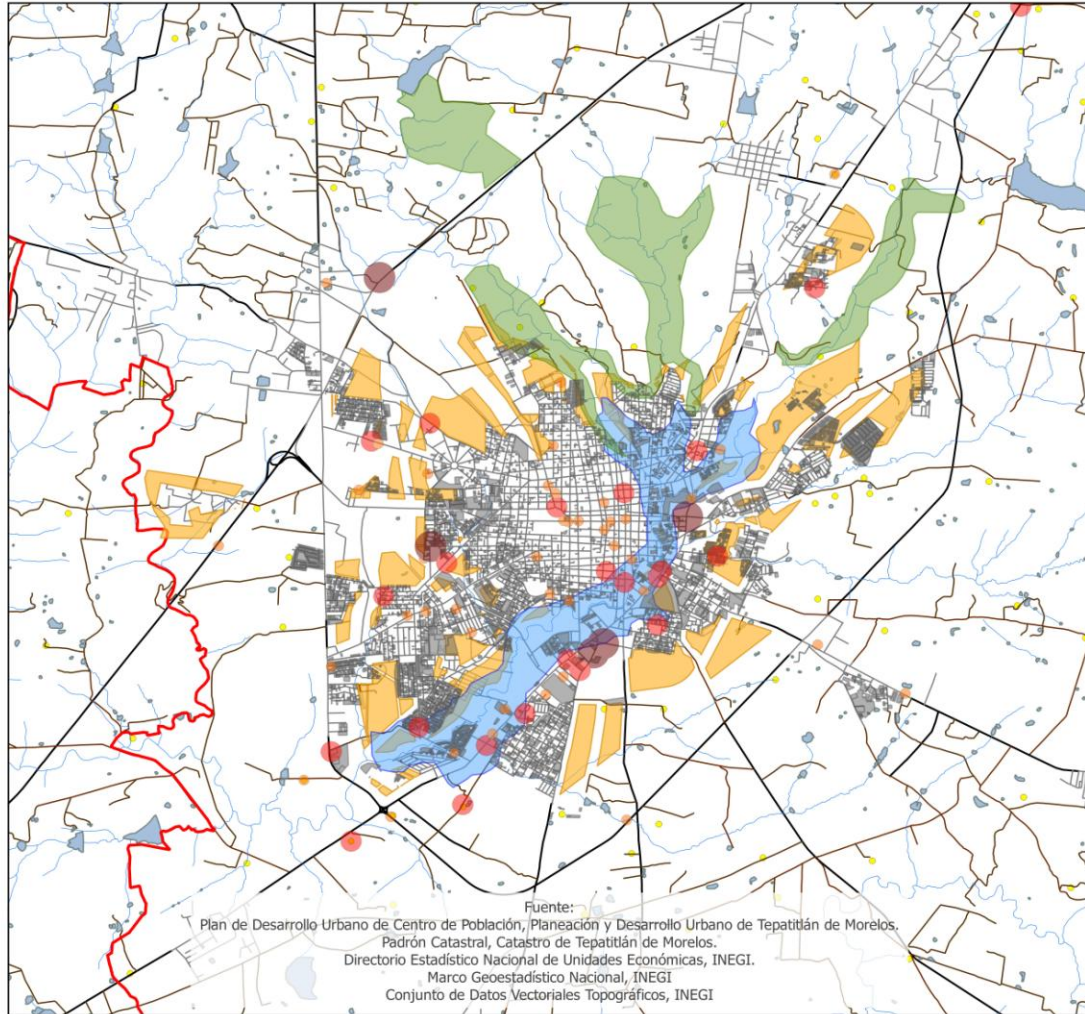 Fuente:
Plan de Desarrollo Urbano de Centro de Población, Planeación y Desarrollo Urbano de Tepatitlán de Morelos.
Padrón Catastral, Catastro de Tepatitlán de Morelos.
Directorio Estadístico Nacional de Unidades Económicas, INEGI.
Marco Geoestadístico Nacional, INEGI
Conjunto de Datos Vectoriales Topográficos, INEGI